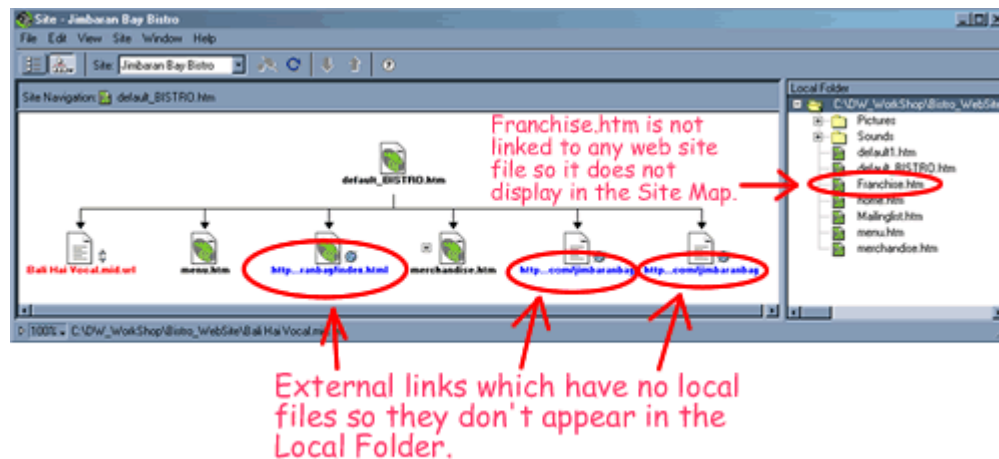 Site - Jimbaran Bay Bistro
File Edit View Site Window Help
Site: Jimbaran Bay Bistro
Site Navigation: default_BISTRO.htm
Local Folder
C:\DW_WorkShop\Bistro_WebSite
Pictures
Sounds
default1.htm
default_BISTRO.htm
Franchise.htm
home.htm
Mailinglist.htm
menu.htm
merchandise.htm
Franchise.htm is not
linked to any web site
file so it does not
display in the Site Map.
default_BISTRO.htm
Bali Hai Vocal.mid.url
menu.htm
http...ranbag/index.html
merchandise.htm
http...com/jimbaranbag
http...com/jimbaranbag
100% C:\DW_WorkShop\Bistro_WebSite\Bali Hai Vocal.mid
External links which have no local
files so they don't appear in the
Local Folder.